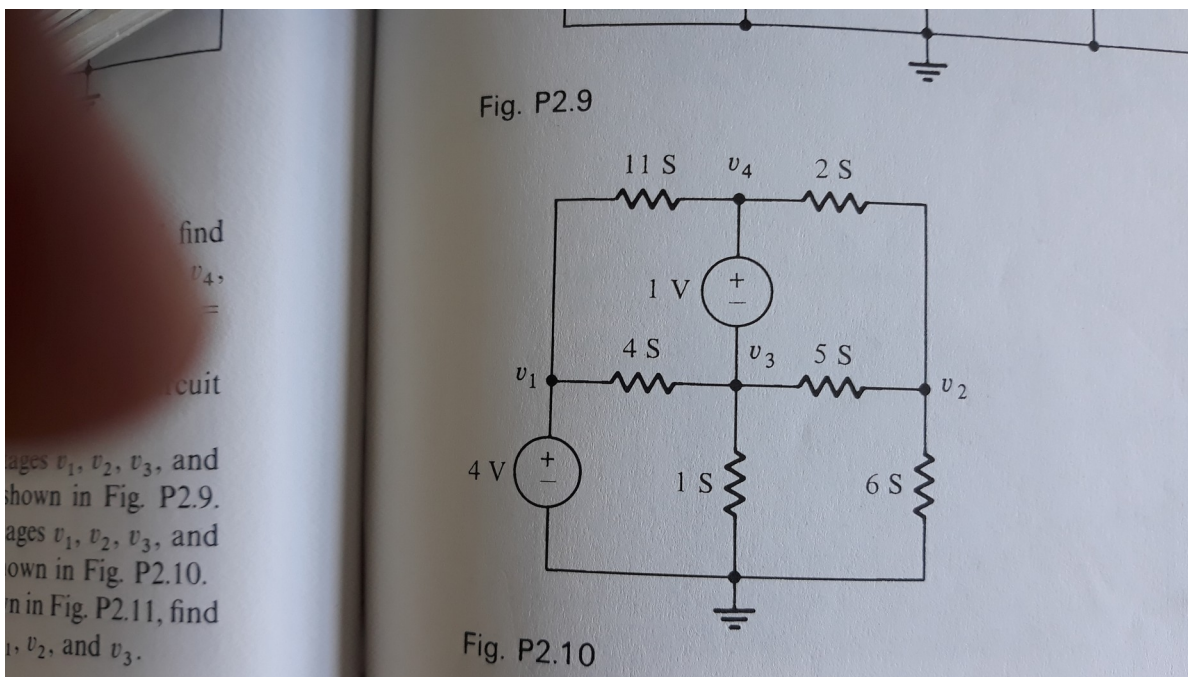 find
v4,
=
cuit
ages v1, v2, v3, and
shown in Fig. P2.9.
ages v1, v2, v3, and
own in Fig. P2.10.
n in Fig. P2.11, find
1, v2, and v3.
Fig. P2.9
11 S v4 2 S
1 V + −
4 S v3 5 S
v1 v2
4 V + − 1 S 6 S
Fig. P2.10